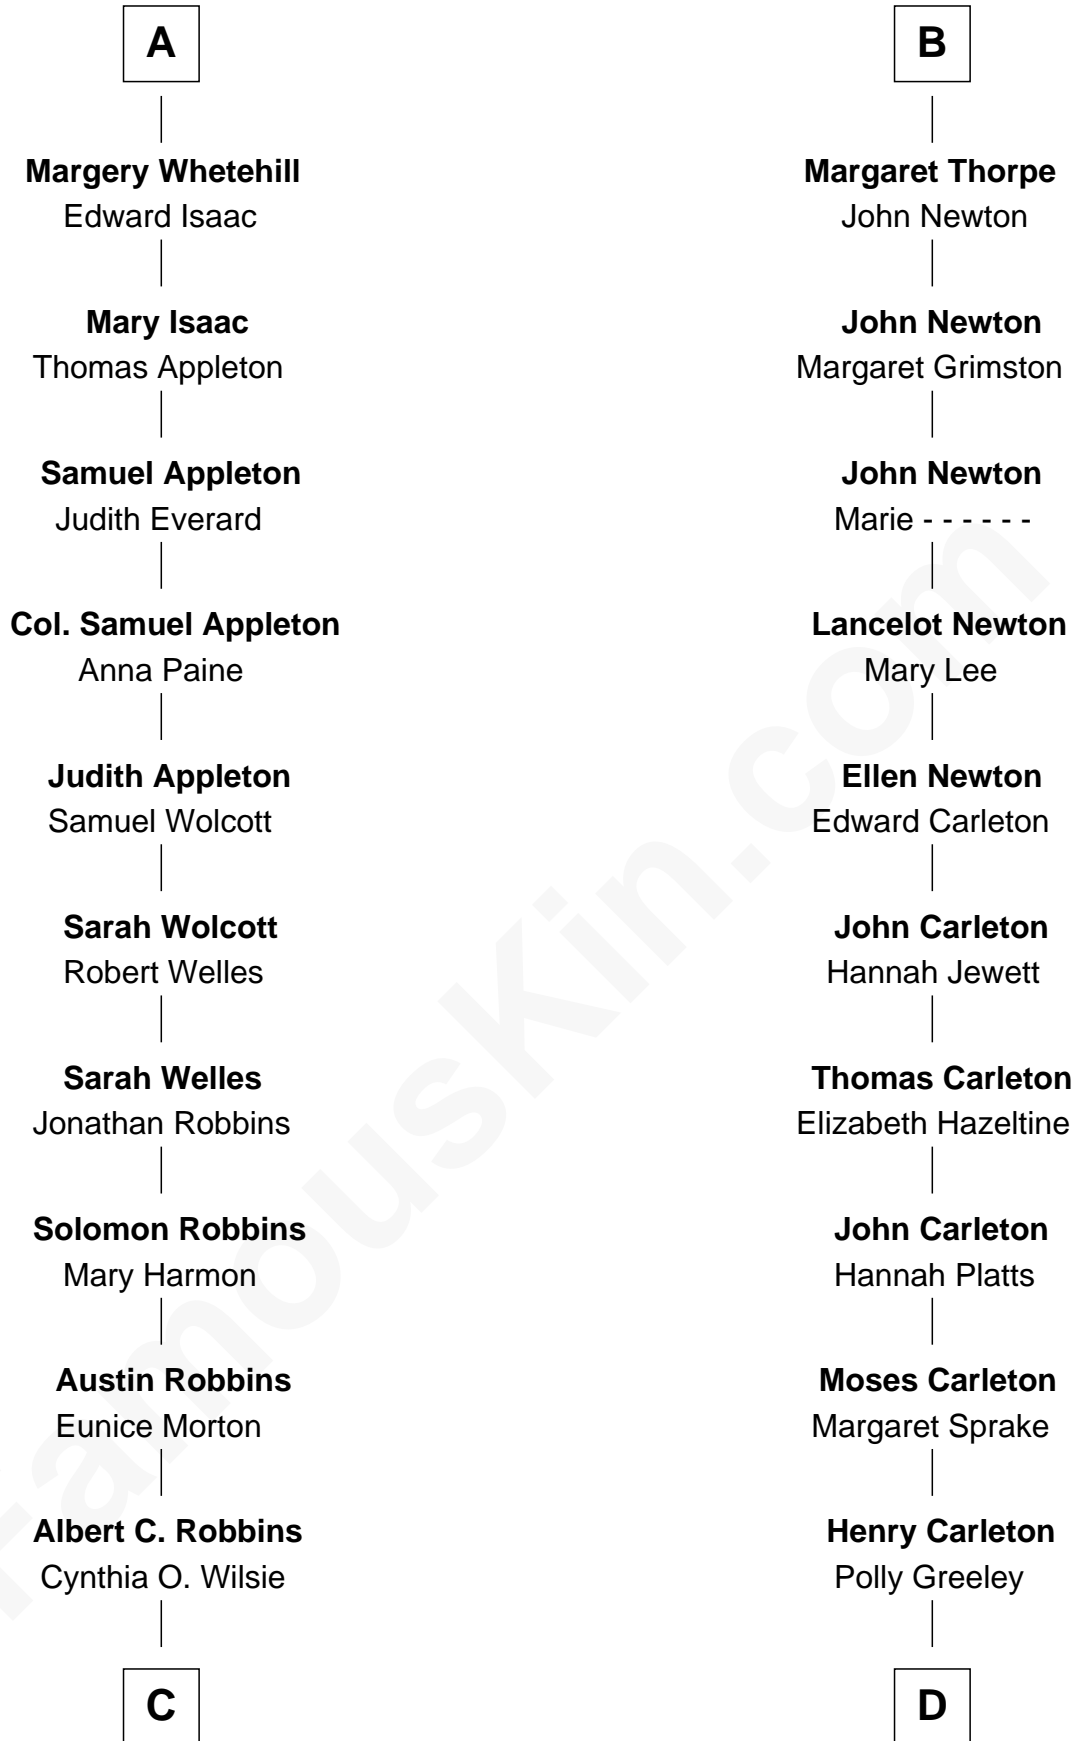 A
Margery Whetehill
Edward Isaac
Mary Isaac
Thomas Appleton
Samuel Appleton
Judith Everard
Col. Samuel Appleton
Anna Paine
Judith Appleton
Samuel Wolcott
Sarah Wolcott
Robert Welles
Sarah Welles
Jonathan Robbins
Solomon Robbins
Mary Harmon
Austin Robbins
Eunice Morton
Albert C. Robbins
Cynthia O. Wilsie
C
B
Margaret Thorpe
John Newton
John Newton
Margaret Grimston
John Newton
Marie - - - - - -
Lancelot Newton
Mary Lee
Ellen Newton
Edward Carleton
John Carleton
Hannah Jewett
Thomas Carleton
Elizabeth Hazeltine
John Carleton
Hannah Platts
Moses Carleton
Margaret Sprake
Henry Carleton
Polly Greeley
D
FamousKin.com